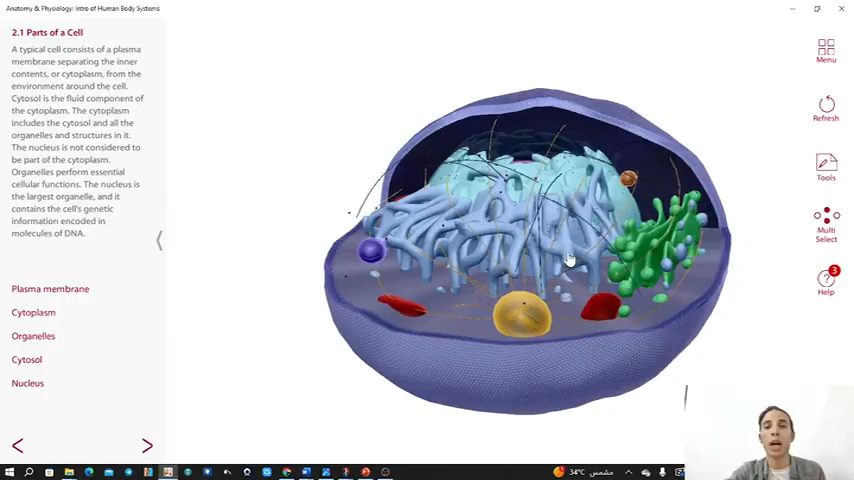 Anatomy & Physiology: Intro of Human Body Systems
2.1 Parts of a Cell
A typical cell consists of a plasma
membrane separating the inner
contents, or cytoplasm, from the
environment around the cell.
Cytosol is the fluid component of
the cytoplasm. The cytoplasm
includes the cytosol and all the
organelles and structures in it.
The nucleus is not considered to
be part of the cytoplasm.
Organelles perform essential
cellular functions. The nucleus is
the largest organelle, and it
contains the cell's genetic
information encoded in
molecules of DNA.
Plasma membrane
Cytoplasm
Organelles
Cytosol
Nucleus
Menu
Refresh
Tools
Multi
Select
3
Help
34°C مشمس